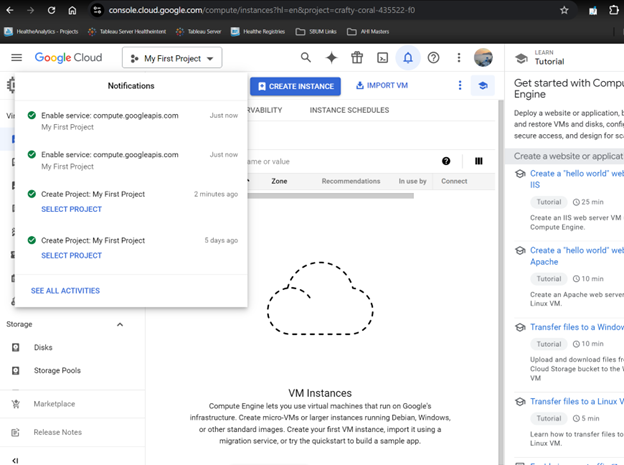 console.cloud.google.com/compute/instances?hl=en&project=crafty-coral-435522-f0
HealtheAnalytics - Projects
Tableau Server Healtheintent
Tableau Server
Healthe Registries
SBUM Links
AHI Masters
Google Cloud
My First Project
LEARN
Tutorial
Notifications
Enable service: compute.googleapis.com
Just now
My First Project
Enable service: compute.googleapis.com
Just now
My First Project
Create Project: My First Project
2 minutes ago
SELECT PROJECT
Create Project: My First Project
5 days ago
SELECT PROJECT
SEE ALL ACTIVITIES
CREATE INSTANCE
IMPORT VM
INSTANCE SCHEDULES
name or value
Zone
Recommendations
In use by
Connect
Storage
Disks
Storage Pools
Marketplace
Release Notes
VM Instances
Compute Engine lets you use virtual machines that run on Google's
infrastructure. Create micro-VMs or larger instances running Debian, Windows,
or other standard images. Create your first VM instance, import it using a
migration service, or try the quickstart to build a sample app.
Get started with Compu
Engine
Deploy a website or application, b
and restore VMs and disks, config
secure access, and design for sca
Create a website or applicati
Create a "hello world" web
IIS
Tutorial
25 min
Create an IIS web server VM
Compute Engine.
Create a "hello world" web
Apache
Tutorial
10 min
Create an Apache web serve
Linux VM.
Transfer files to a Window
Tutorial
10 min
Upload and download files fr
Cloud Storage bucket to the W
VM
Transfer files to a Linux V
Tutorial
5 min
Learn how to transfer files to
Linux VM.